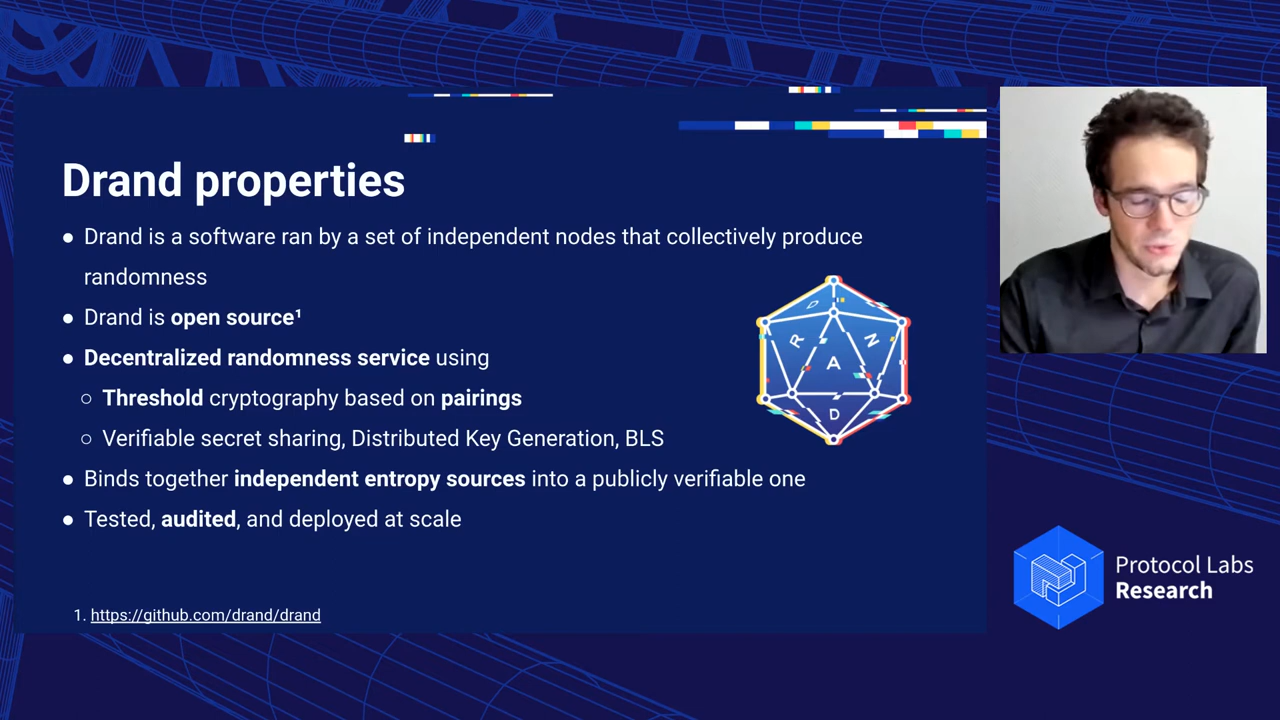 Drand properties
● Drand is a software ran by a set of independent nodes that collectively produce
randomness
● Drand is open source¹
● Decentralized randomness service using
○ Threshold cryptography based on pairings
○ Verifiable secret sharing, Distributed Key Generation, BLS
● Binds together independent entropy sources into a publicly verifiable one
● Tested, audited, and deployed at scale
1. https://github.com/drand/drand
D
R
N
A
D
Protocol Labs
Research